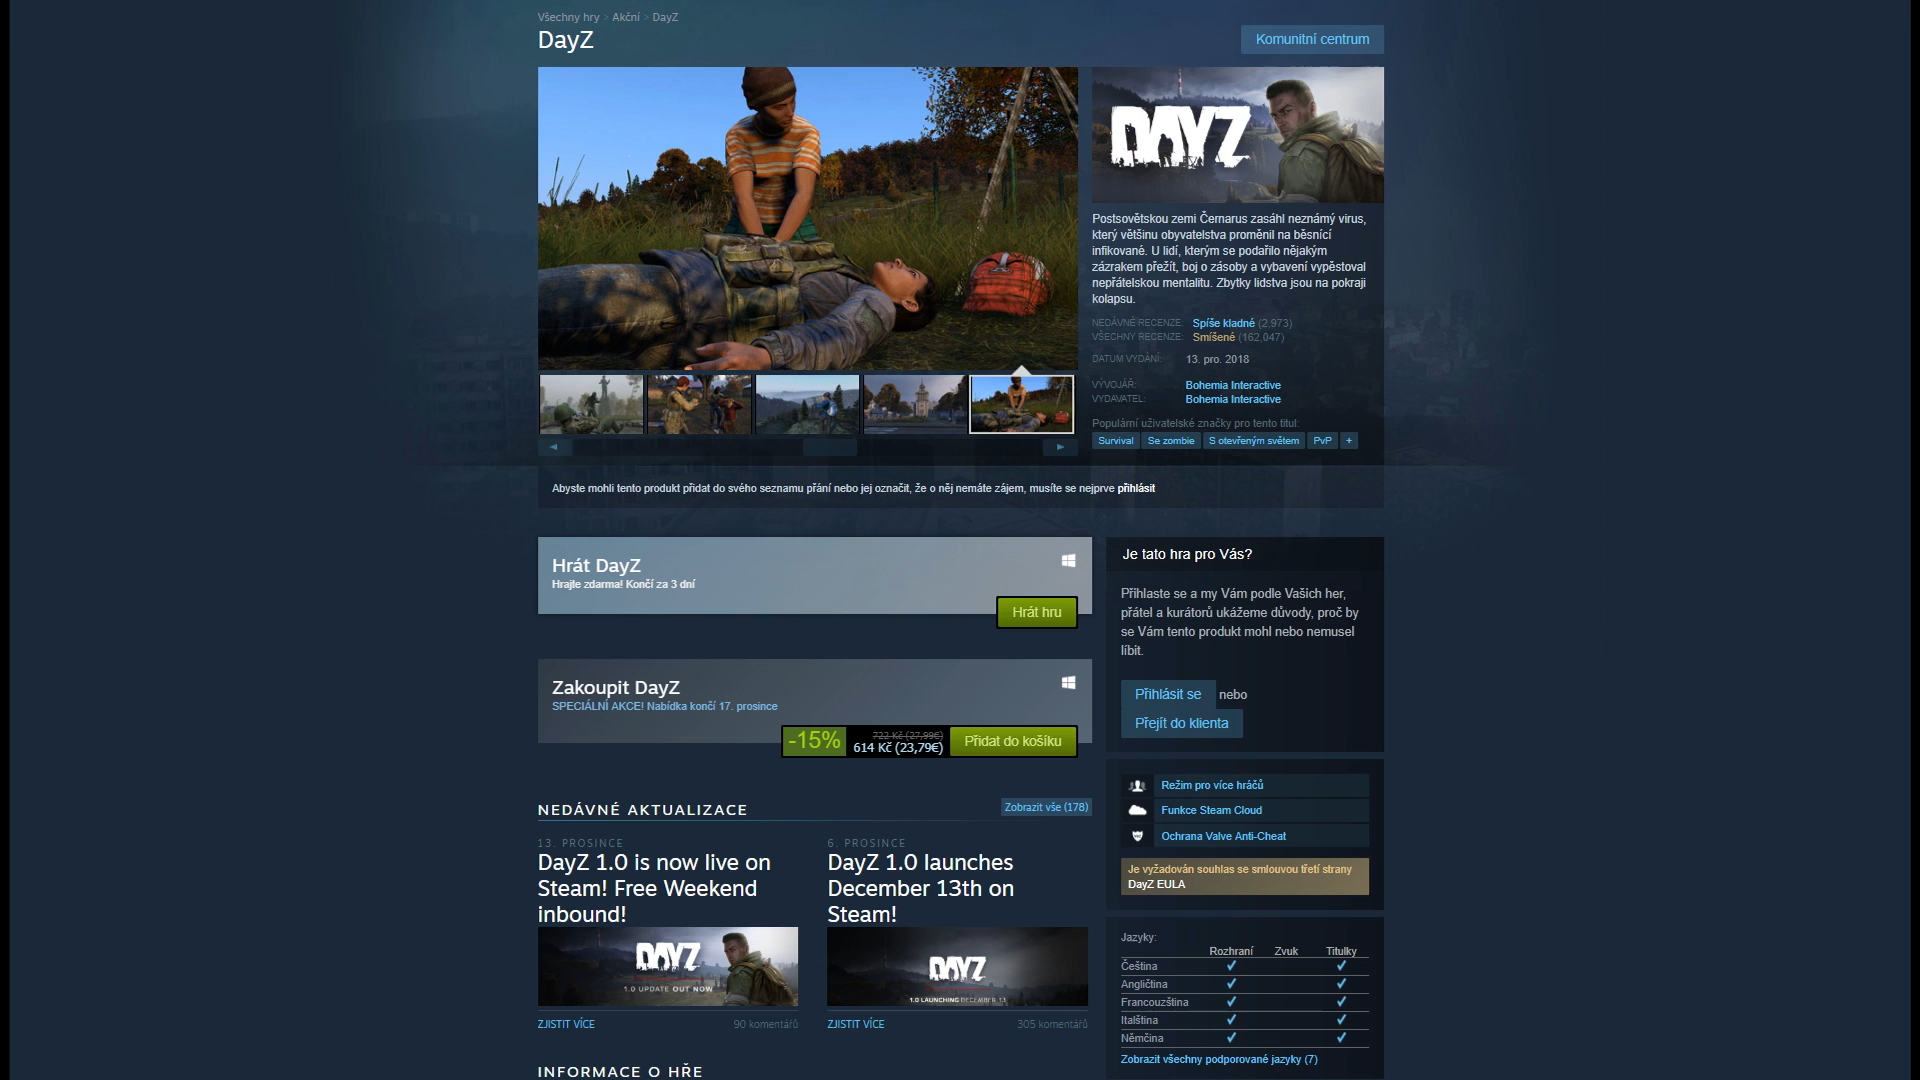 Všechny hry > Akční > DayZ
DayZ
Komunitní centrum
DAYZ
Postsovětskou zemi Černarus zasáhl neznámý virus,
který většinu obyvatelstva proměnil na běsnící
infikované. U lidí, kterým se podařilo nějakým
zázrakem přežít, boj o zásoby a vybavení vypěstoval
nepřátelskou mentalitu. Zbytky lidstva jsou na pokraji
kolapsu.
NEDÁVNÉ RECENZE: Spíše kladné (2,973)
VŠECHNY RECENZE: Smíšené (162,047)
DATUM VYDÁNÍ: 13. pro. 2018
VÝVOJÁŘ: Bohemia Interactive
VYDAVATEL: Bohemia Interactive
Populární uživatelské značky pro tento titul:
Survival Se zombie S otevřeným světem PvP +
Abyste mohli tento produkt přidat do svého seznamu přání nebo jej označit, že o něj nemáte zájem, musíte se nejprve přihlásit
Hrát DayZ
Hrajte zdarma! Končí za 3 dní
Hrát hru
Zakoupit DayZ
SPECIÁLNÍ AKCE! Nabídka končí 17. prosince
-15%
722 Kč (27,99€)
614 Kč (23,79€)
Přidat do košíku
NEDÁVNÉ AKTUALIZACE
Zobrazit vše (178)
13. PROSINCE
DayZ 1.0 is now live on
Steam! Free Weekend
inbound!
DAYZ
1.0 UPDATE OUT NOW
ZJISTIT VÍCE
90 komentářů
6. PROSINCE
DayZ 1.0 launches
December 13th on
Steam!
DAYZ
1.0 LAUNCHING DECEMBER 13
ZJISTIT VÍCE
305 komentářů
INFORMACE O HŘE
Je tato hra pro Vás?
Přihlaste se a my Vám podle Vašich her,
přátel a kurátorů ukážeme důvody, proč by
se Vám tento produkt mohl nebo nemusel
líbit.
Přihlásit se nebo
Přejít do klienta
Režim pro více hráčů
Funkce Steam Cloud
Ochrana Valve Anti-Cheat
Je vyžadován souhlas se smlouvou třetí strany
DayZ EULA
Jazyky:
Rozhraní Zvuk Titulky
Čeština ✔ ✔
Angličtina ✔ ✔
Francouzština ✔ ✔
Italština ✔ ✔
Němčina ✔ ✔
Zobrazit všechny podporované jazyky (7)